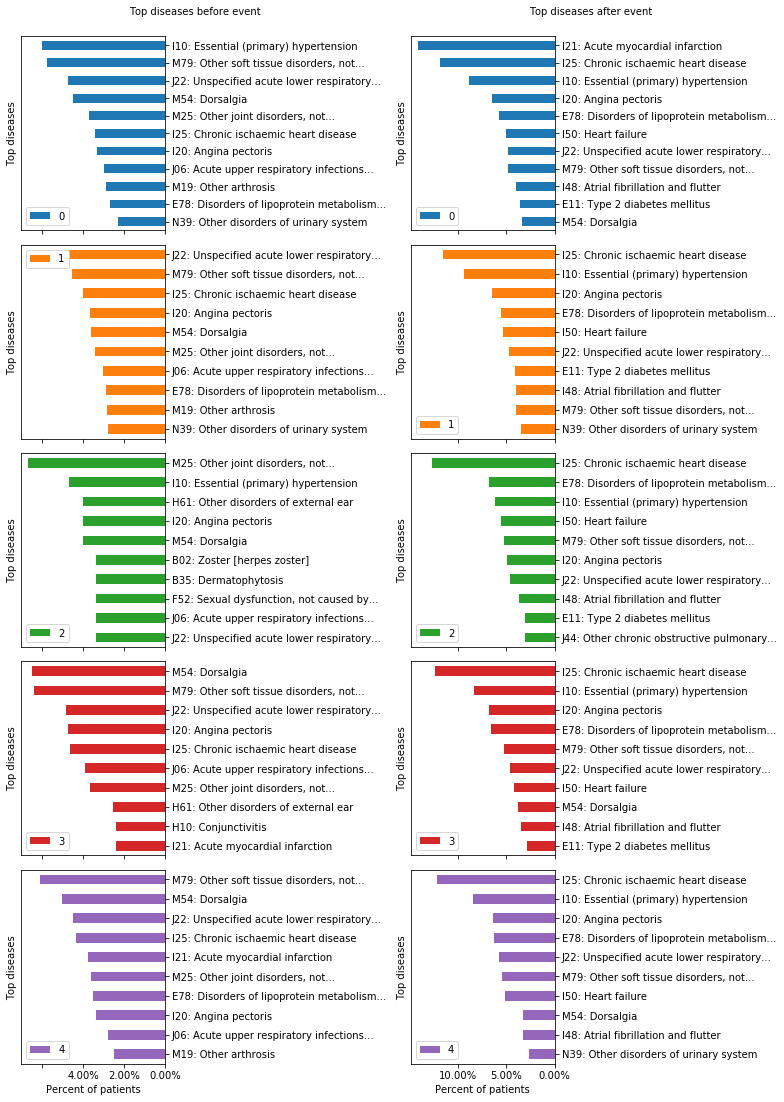 Top diseases before event
Top diseases
I10: Essential (primary) hypertension
M79: Other soft tissue disorders, not...
J22: Unspecified acute lower respiratory...
M54: Dorsalgia
M25: Other joint disorders, not...
I25: Chronic ischaemic heart disease
I20: Angina pectoris
J06: Acute upper respiratory infections...
M19: Other arthrosis
E78: Disorders of lipoprotein metabolism...
N39: Other disorders of urinary system
0
Top diseases
1
J22: Unspecified acute lower respiratory...
M79: Other soft tissue disorders, not...
I25: Chronic ischaemic heart disease
I20: Angina pectoris
M54: Dorsalgia
M25: Other joint disorders, not...
J06: Acute upper respiratory infections...
E78: Disorders of lipoprotein metabolism...
M19: Other arthrosis
N39: Other disorders of urinary system
Top diseases
M25: Other joint disorders, not...
I10: Essential (primary) hypertension
H61: Other disorders of external ear
I20: Angina pectoris
M54: Dorsalgia
B02: Zoster [herpes zoster]
B35: Dermatophytosis
F52: Sexual dysfunction, not caused by...
J06: Acute upper respiratory infections...
J22: Unspecified acute lower respiratory...
2
Top diseases
M54: Dorsalgia
M79: Other soft tissue disorders, not...
J22: Unspecified acute lower respiratory...
I20: Angina pectoris
I25: Chronic ischaemic heart disease
J06: Acute upper respiratory infections...
M25: Other joint disorders, not...
H61: Other disorders of external ear
H10: Conjunctivitis
I21: Acute myocardial infarction
3
Top diseases
M79: Other soft tissue disorders, not...
M54: Dorsalgia
J22: Unspecified acute lower respiratory...
I25: Chronic ischaemic heart disease
I21: Acute myocardial infarction
M25: Other joint disorders, not...
E78: Disorders of lipoprotein metabolism...
I20: Angina pectoris
J06: Acute upper respiratory infections...
M19: Other arthrosis
4
4.00% 2.00% 0.00%
Percent of patients
Top diseases after event
Top diseases
I21: Acute myocardial infarction
I25: Chronic ischaemic heart disease
I10: Essential (primary) hypertension
I20: Angina pectoris
E78: Disorders of lipoprotein metabolism...
I50: Heart failure
J22: Unspecified acute lower respiratory...
M79: Other soft tissue disorders, not...
I48: Atrial fibrillation and flutter
E11: Type 2 diabetes mellitus
M54: Dorsalgia
0
Top diseases
I25: Chronic ischaemic heart disease
I10: Essential (primary) hypertension
I20: Angina pectoris
E78: Disorders of lipoprotein metabolism...
I50: Heart failure
J22: Unspecified acute lower respiratory...
E11: Type 2 diabetes mellitus
I48: Atrial fibrillation and flutter
M79: Other soft tissue disorders, not...
N39: Other disorders of urinary system
1
Top diseases
I25: Chronic ischaemic heart disease
E78: Disorders of lipoprotein metabolism...
I10: Essential (primary) hypertension
I50: Heart failure
M79: Other soft tissue disorders, not...
I20: Angina pectoris
J22: Unspecified acute lower respiratory...
I48: Atrial fibrillation and flutter
E11: Type 2 diabetes mellitus
J44: Other chronic obstructive pulmonary...
2
Top diseases
I25: Chronic ischaemic heart disease
I10: Essential (primary) hypertension
I20: Angina pectoris
E78: Disorders of lipoprotein metabolism...
M79: Other soft tissue disorders, not...
J22: Unspecified acute lower respiratory...
I50: Heart failure
M54: Dorsalgia
I48: Atrial fibrillation and flutter
E11: Type 2 diabetes mellitus
3
Top diseases
I25: Chronic ischaemic heart disease
I10: Essential (primary) hypertension
I20: Angina pectoris
E78: Disorders of lipoprotein metabolism...
J22: Unspecified acute lower respiratory...
M79: Other soft tissue disorders, not...
I50: Heart failure
M54: Dorsalgia
I48: Atrial fibrillation and flutter
N39: Other disorders of urinary system
4
10.00% 5.00% 0.00%
Percent of patients